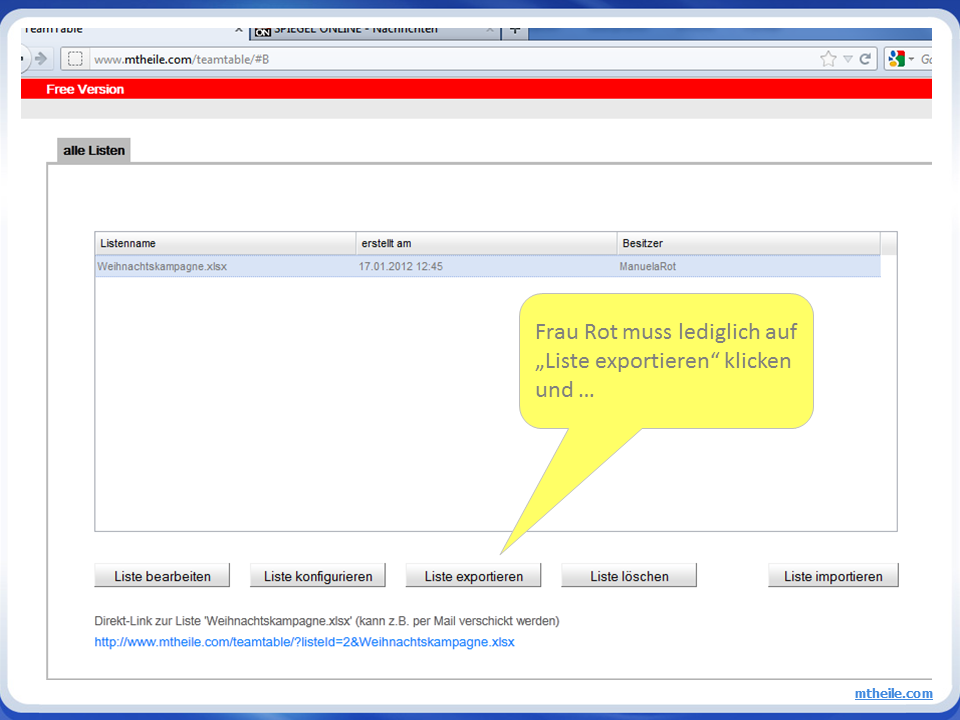 TeamTable
SPIEGEL ONLINE - Nachrichten
www.mtheile.com/teamtable/#B
Free Version
alle Listen
Listenname erstellt am Besitzer
Weihnachtskampagne.xlsx 17.01.2012 12:45 ManuelaRot
Frau Rot muss lediglich auf
„Liste exportieren“ klicken
und ...
Liste bearbeiten Liste konfigurieren Liste exportieren Liste löschen Liste importieren
Direkt-Link zur Liste 'Weihnachtskampagne.xlsx' (kann z.B. per Mail verschickt werden)
http://www.mtheile.com/teamtable/?listeId=2&Weihnachtskampagne.xlsx
mtheile.com